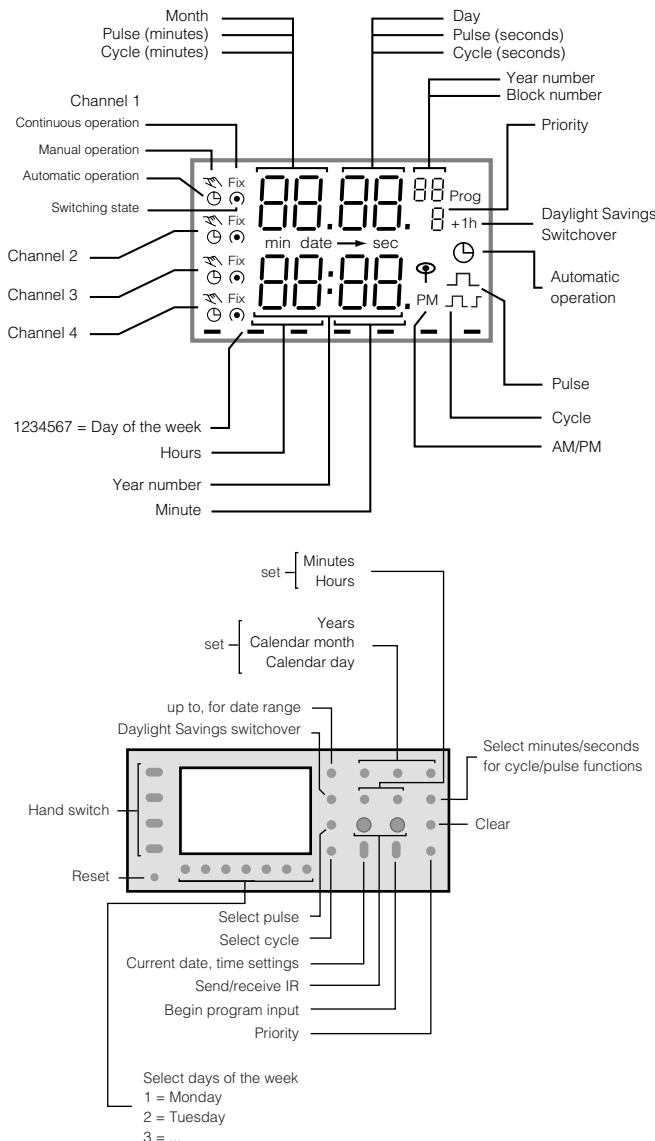 Month
Pulse (minutes)
Cycle (minutes)
Day
Pulse (seconds)
Cycle (seconds)
Year number
Block number
Priority
Channel 1
Continuous operation
Manual operation
Automatic operation
Switching state
Channel 2
Channel 3
Channel 4
Fix
88.88.
88
Prog
8
+1h
Fix
min date → sec
Fix
88:88.
PM
Fix
Daylight Savings
Switchover
Automatic
operation
Pulse
Cycle
AM/PM
1234567 = Day of the week
Hours
Year number
Minute
set
Minutes
Hours
set
Years
Calendar month
Calendar day
up to, for date range
Daylight Savings switchover
Select minutes/seconds
for cycle/pulse functions
Hand switch
Clear
Reset
Select pulse
Select cycle
Current date, time settings
Send/receive IR
Begin program input
Priority
Select days of the week
1 = Monday
2 = Tuesday
3 = ...